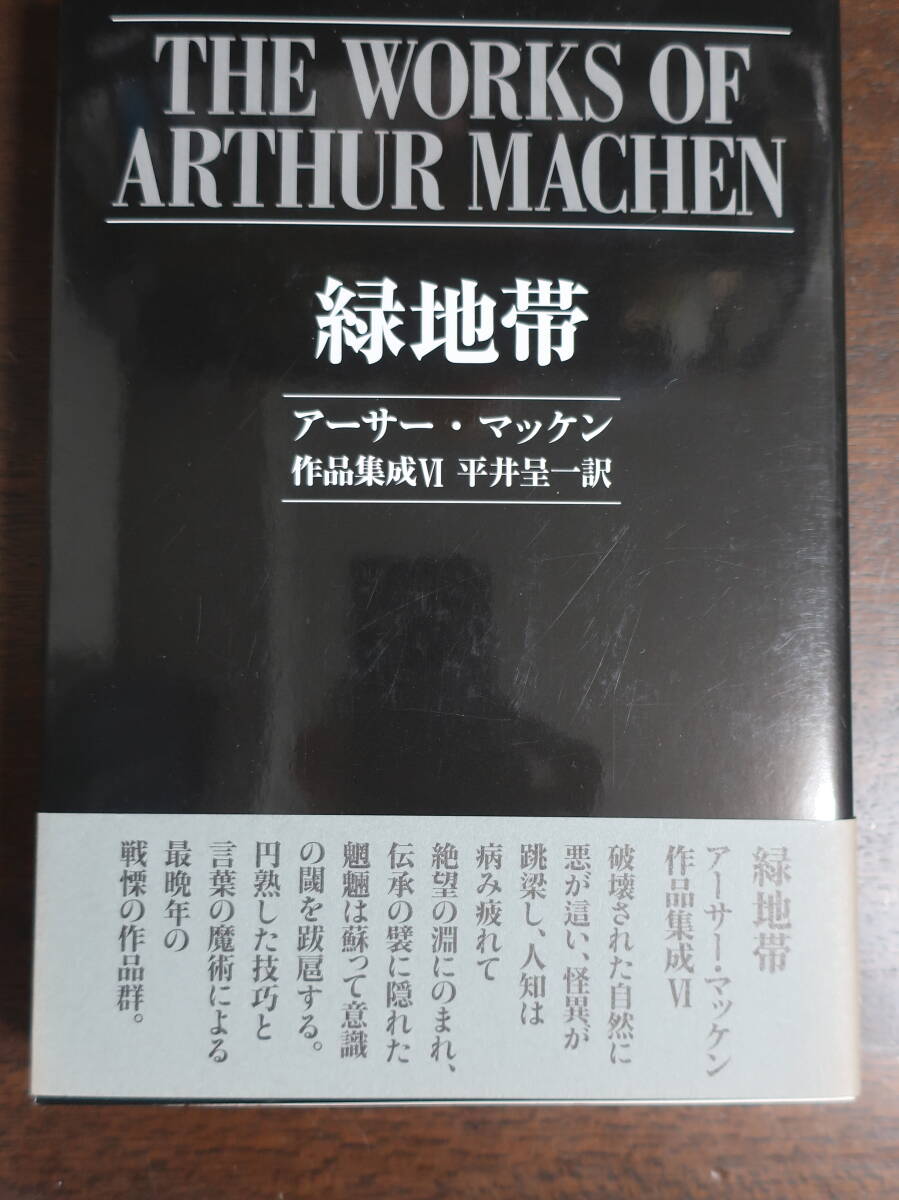 THE WORKS OF
ARTHUR MACHEN
緑地帯
アーサー・マッケン
作品集成Ⅵ 平井呈一訳
緑地帯
アーサー・マッケン
作品集成Ⅵ
破壊された自然に
悪が這い、怪異が
跳梁し、人知は
病み疲れて
絶望の淵にのまれ、
伝承の襞に隠れた
魍魎は蘇って意識
の閾を跋扈する。
円熟した技巧と
言葉の魔術による
最晩年の
戦慄の作品群。